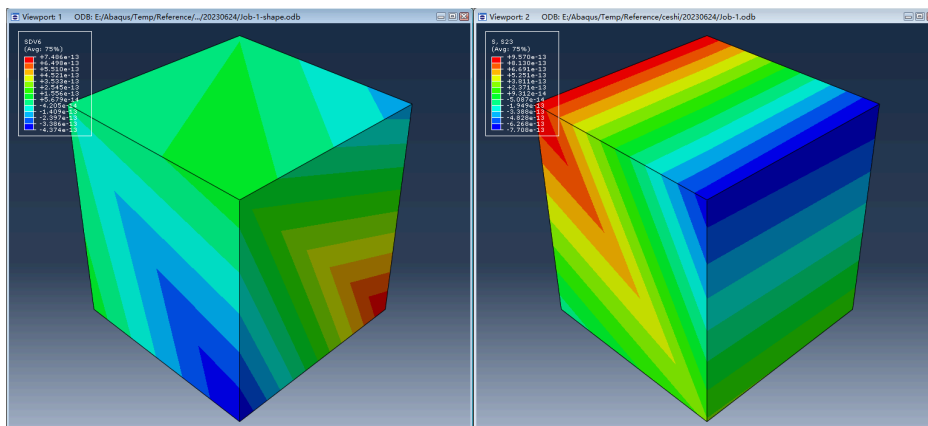 Viewport: 1 ODB: E:/Abaqus/Temp/Reference/.../20230624/Job-1-shape.odb
SDV6
(Avg: 75%)
+7.486e-13
+6.498e-13
+5.510e-13
+4.521e-13
+3.533e-13
+2.545e-13
+1.556e-13
+5.679e-14
-4.205e-14
-1.409e-13
-2.397e-13
-3.386e-13
-4.374e-13
Viewport: 2 ODB: E:/Abaqus/Temp/Reference/ceshi/20230624/Job-1.odb
S, S23
(Avg: 75%)
+9.570e-13
+8.130e-13
+6.691e-13
+5.251e-13
+3.811e-13
+2.371e-13
+9.312e-14
-5.087e-14
-1.949e-13
-3.388e-13
-4.828e-13
-6.268e-13
-7.708e-13